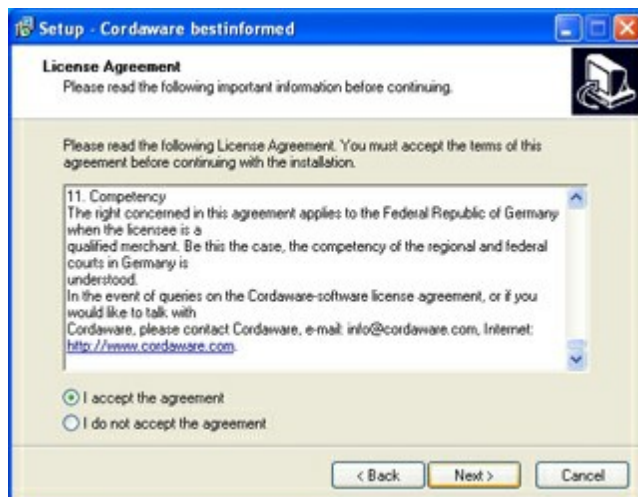 Setup - Cordaware bestinformed
License Agreement
Please read the following important information before continuing.
Please read the following License Agreement. You must accept the terms of this
agreement before continuing with the installation.
11. Competency
The right concerned in this agreement applies to the Federal Republic of Germany
when the licensee is a
qualified merchant. Be this the case, the competency of the regional and federal
courts in Germany is
understood.
In the event of queries on the Cordaware-software license agreement, or if you
would like to talk with
Cordaware, please contact Cordaware, e-mail: info@cordaware.com, Internet:
http://www.cordaware.com.
I accept the agreement
I do not accept the agreement
< Back Next > Cancel